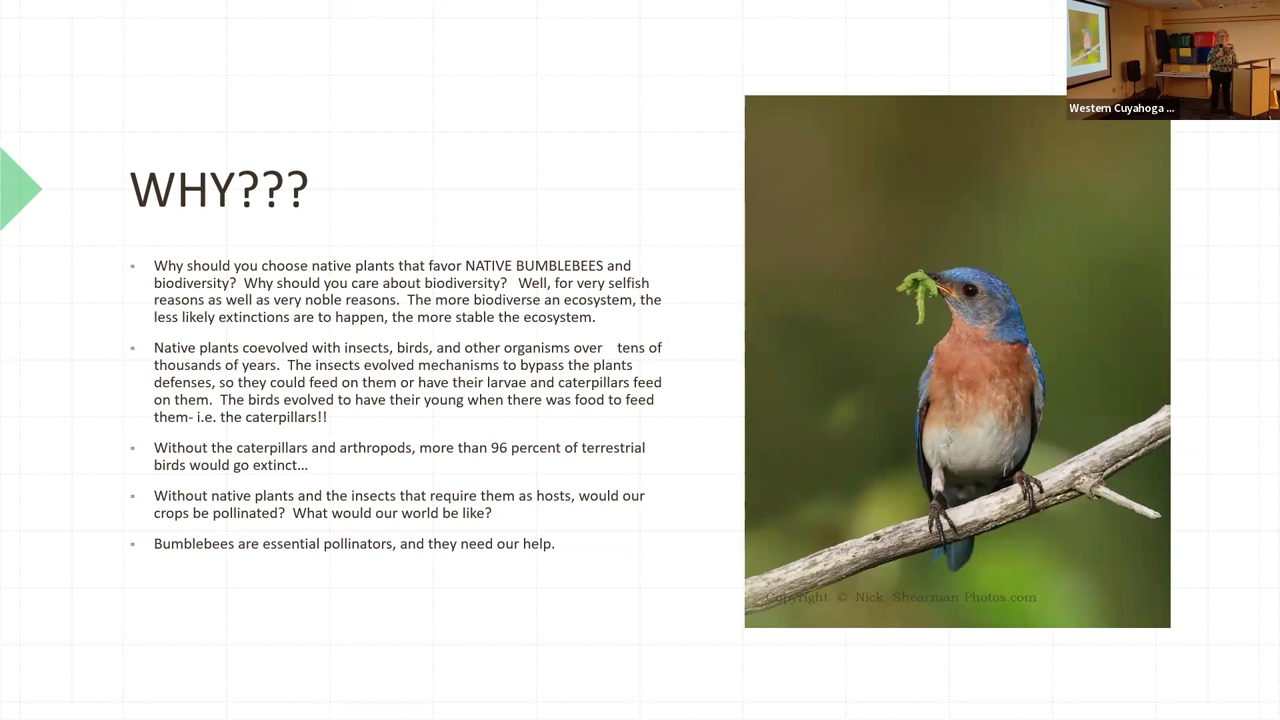 Western Cuyahoga ...
WHY???
▪ Why should you choose native plants that favor NATIVE BUMBLEBEES and
biodiversity?  Why should you care about biodiversity?   Well, for very selfish
reasons as well as very noble reasons.  The more biodiverse an ecosystem, the
less likely extinctions are to happen, the more stable the ecosystem.
▪ Native plants coevolved with insects, birds, and other organisms over    tens of
thousands of years.  The insects evolved mechanisms to bypass the plants
defenses, so they could feed on them or have their larvae and caterpillars feed
on them.  The birds evolved to have their young when there was food to feed
them- i.e. the caterpillars!!
▪ Without the caterpillars and arthropods, more than 96 percent of terrestrial
birds would go extinct…
▪ Without native plants and the insects that require them as hosts, would our
crops be pollinated?  What would our world be like?
▪ Bumblebees are essential pollinators, and they need our help.
Copyright © Nick Shearman Photos.com